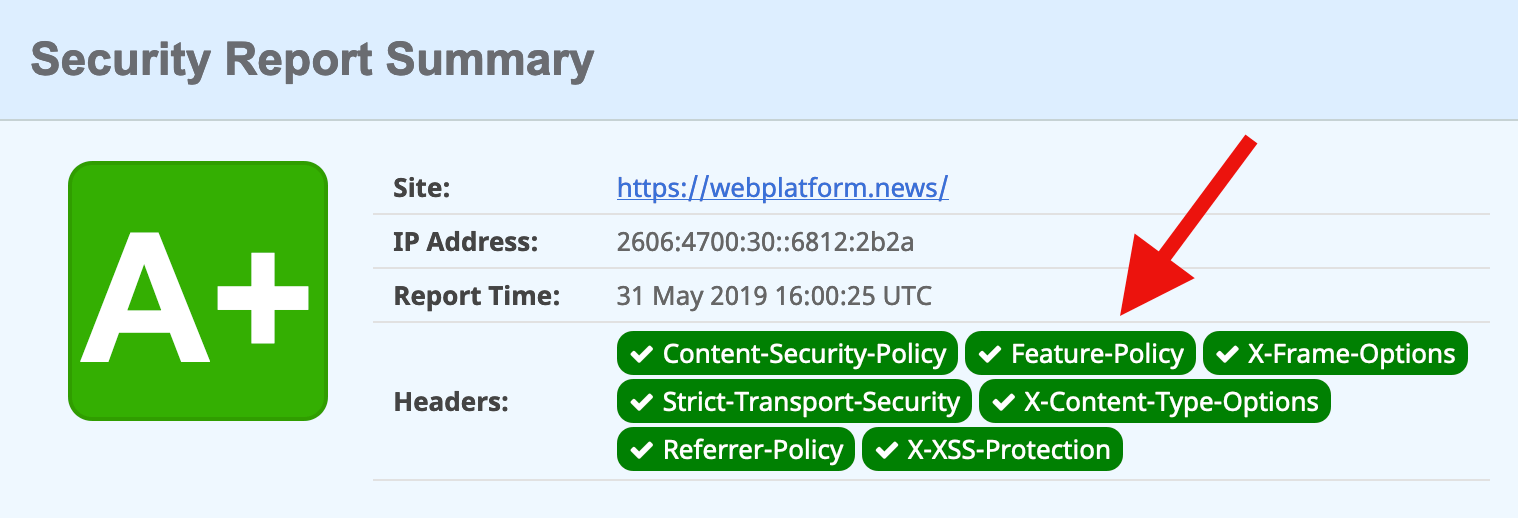 Security Report Summary
A+
Site: https://webplatform.news/
IP Address: 2606:4700:30::6812:2b2a
Report Time: 31 May 2019 16:00:25 UTC
Headers:
Content-Security-Policy Feature-Policy X-Frame-Options
Strict-Transport-Security X-Content-Type-Options
Referrer-Policy X-XSS-Protection